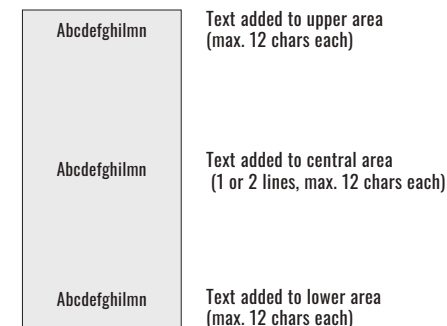 Abcdefghilmn
Text added to upper area
(max. 12 chars each)
Abcdefghilmn
Text added to central area
(1 or 2 lines, max. 12 chars each)
Abcdefghilmn
Text added to lower area
(max. 12 chars each)